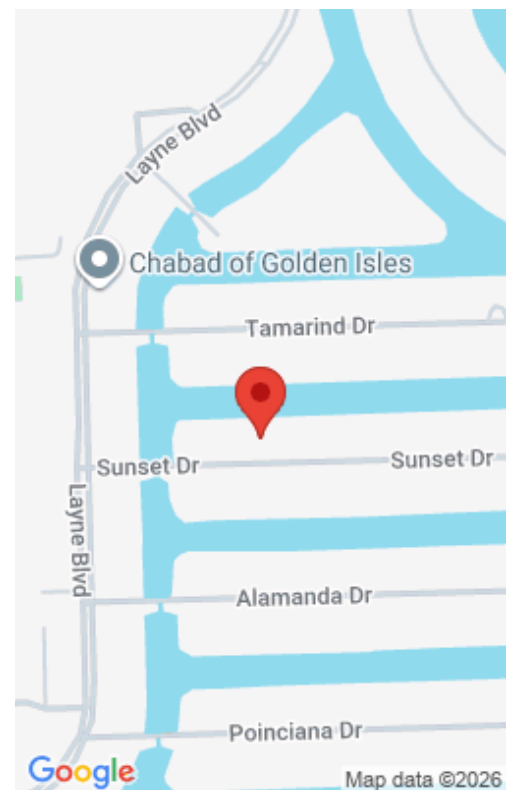 Layne Blvd
Chabad of Golden Isles
Tamarind Dr
Sunset Dr
Sunset Dr
Layne Blvd
Alamanda Dr
Poinciana Dr
Google
Map data ©2026